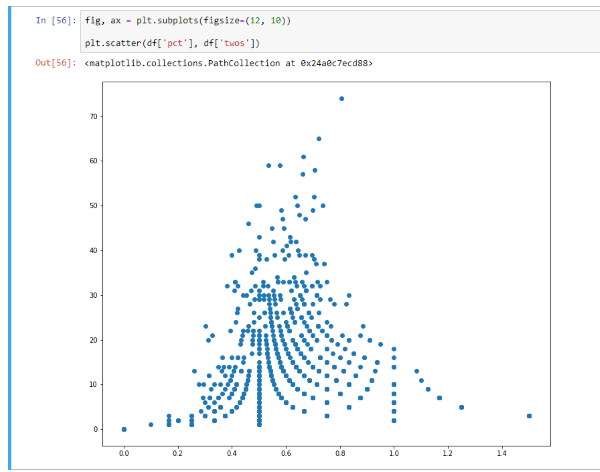 In [56]: fig, ax = plt.subplots(figsize=(12, 10))
plt.scatter(df['pct'], df['twos'])
Out[56]: <matplotlib.collections.PathCollection at 0x24a0c7ecd88>
70
60
50
40
30
20
10
0
0.0 0.2 0.4 0.6 0.8 1.0 1.2 1.4